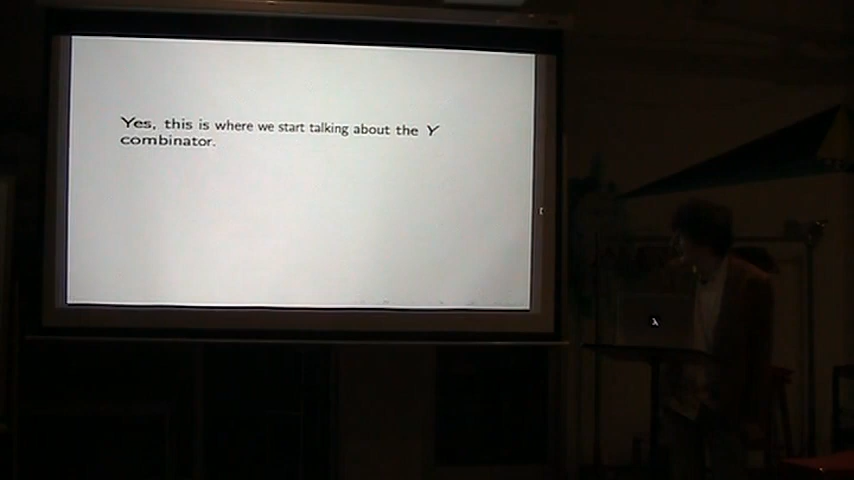 Yes, this is where we start talking about the Y
combinator.
λ